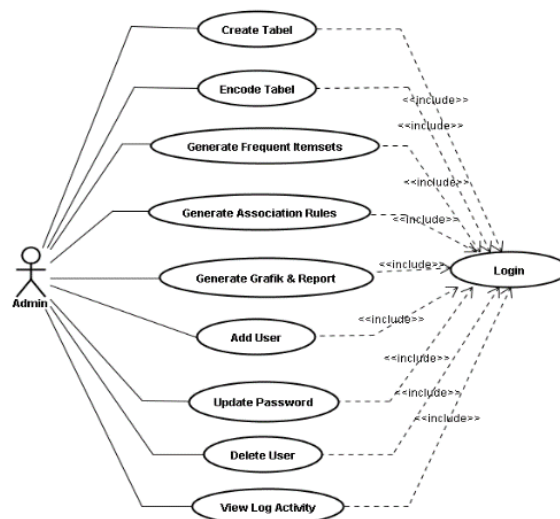 Create Tabel
Encode Tabel
<<include>>
<<include>>
Generate Frequent Itemsets
<<include>>
Generate Association Rules
<<include>>
Generate Grafik & Report
<<include>>
Login
Admin
<<include>>
Add User
<<include>>
Update Password
<<include>>
<<include>>
Delete User
View Log Activity